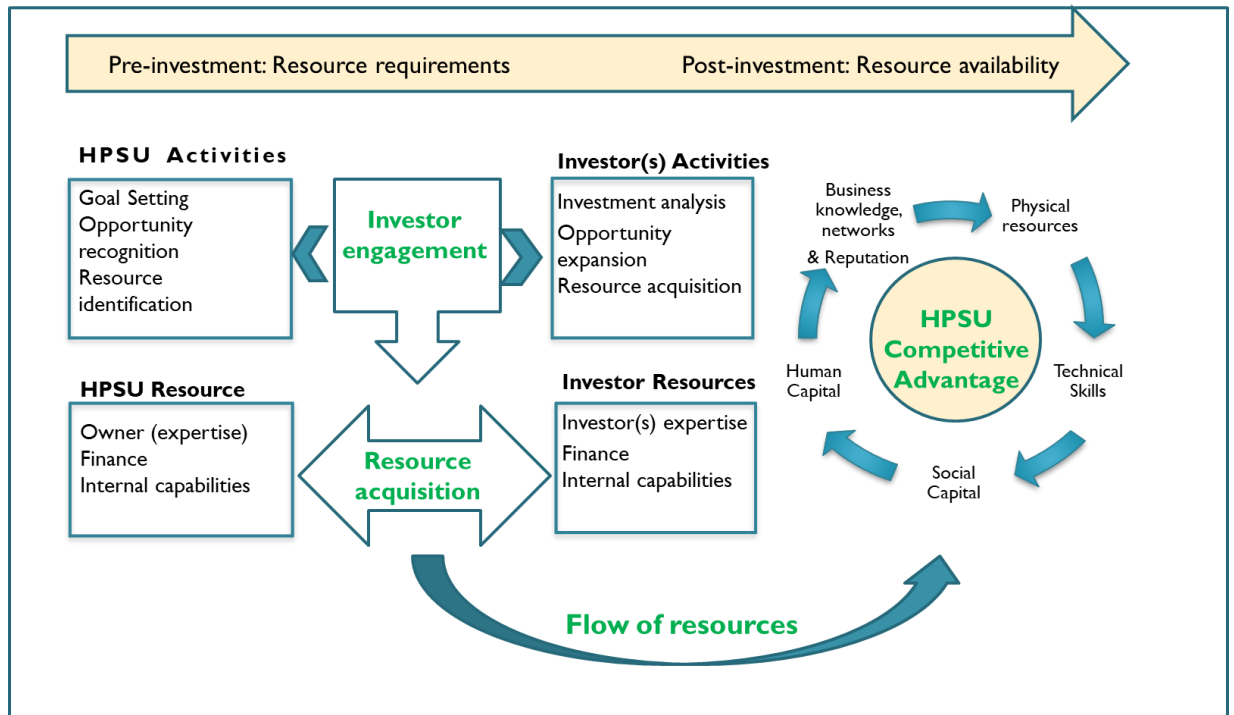 Pre-investment: Resource requirements
Post-investment: Resource availability
HPSU Activities
Goal Setting
Opportunity
recognition
Resource
identification
Investor
engagement
Investor(s) Activities
Investment analysis
Opportunity
expansion
Resource acquisition
HPSU Resource
Owner (expertise)
Finance
Internal capabilities
Resource
acquisition
Investor Resources
Investor(s) expertise
Finance
Internal capabilities
Flow of resources
Business
knowledge,
networks
& Reputation
Physical
resources
Technical
Skills
Social
Capital
Human
Capital
HPSU
Competitive
Advantage